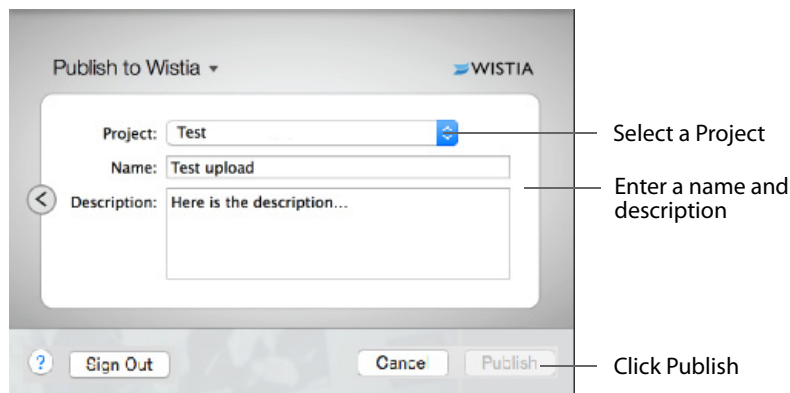 Publish to Wistia
WISTIA
Project: Test
Select a Project
Name: Test upload
Enter a name and
description
Description: Here is the description...
? Sign Out
Cancel
Publish
Click Publish